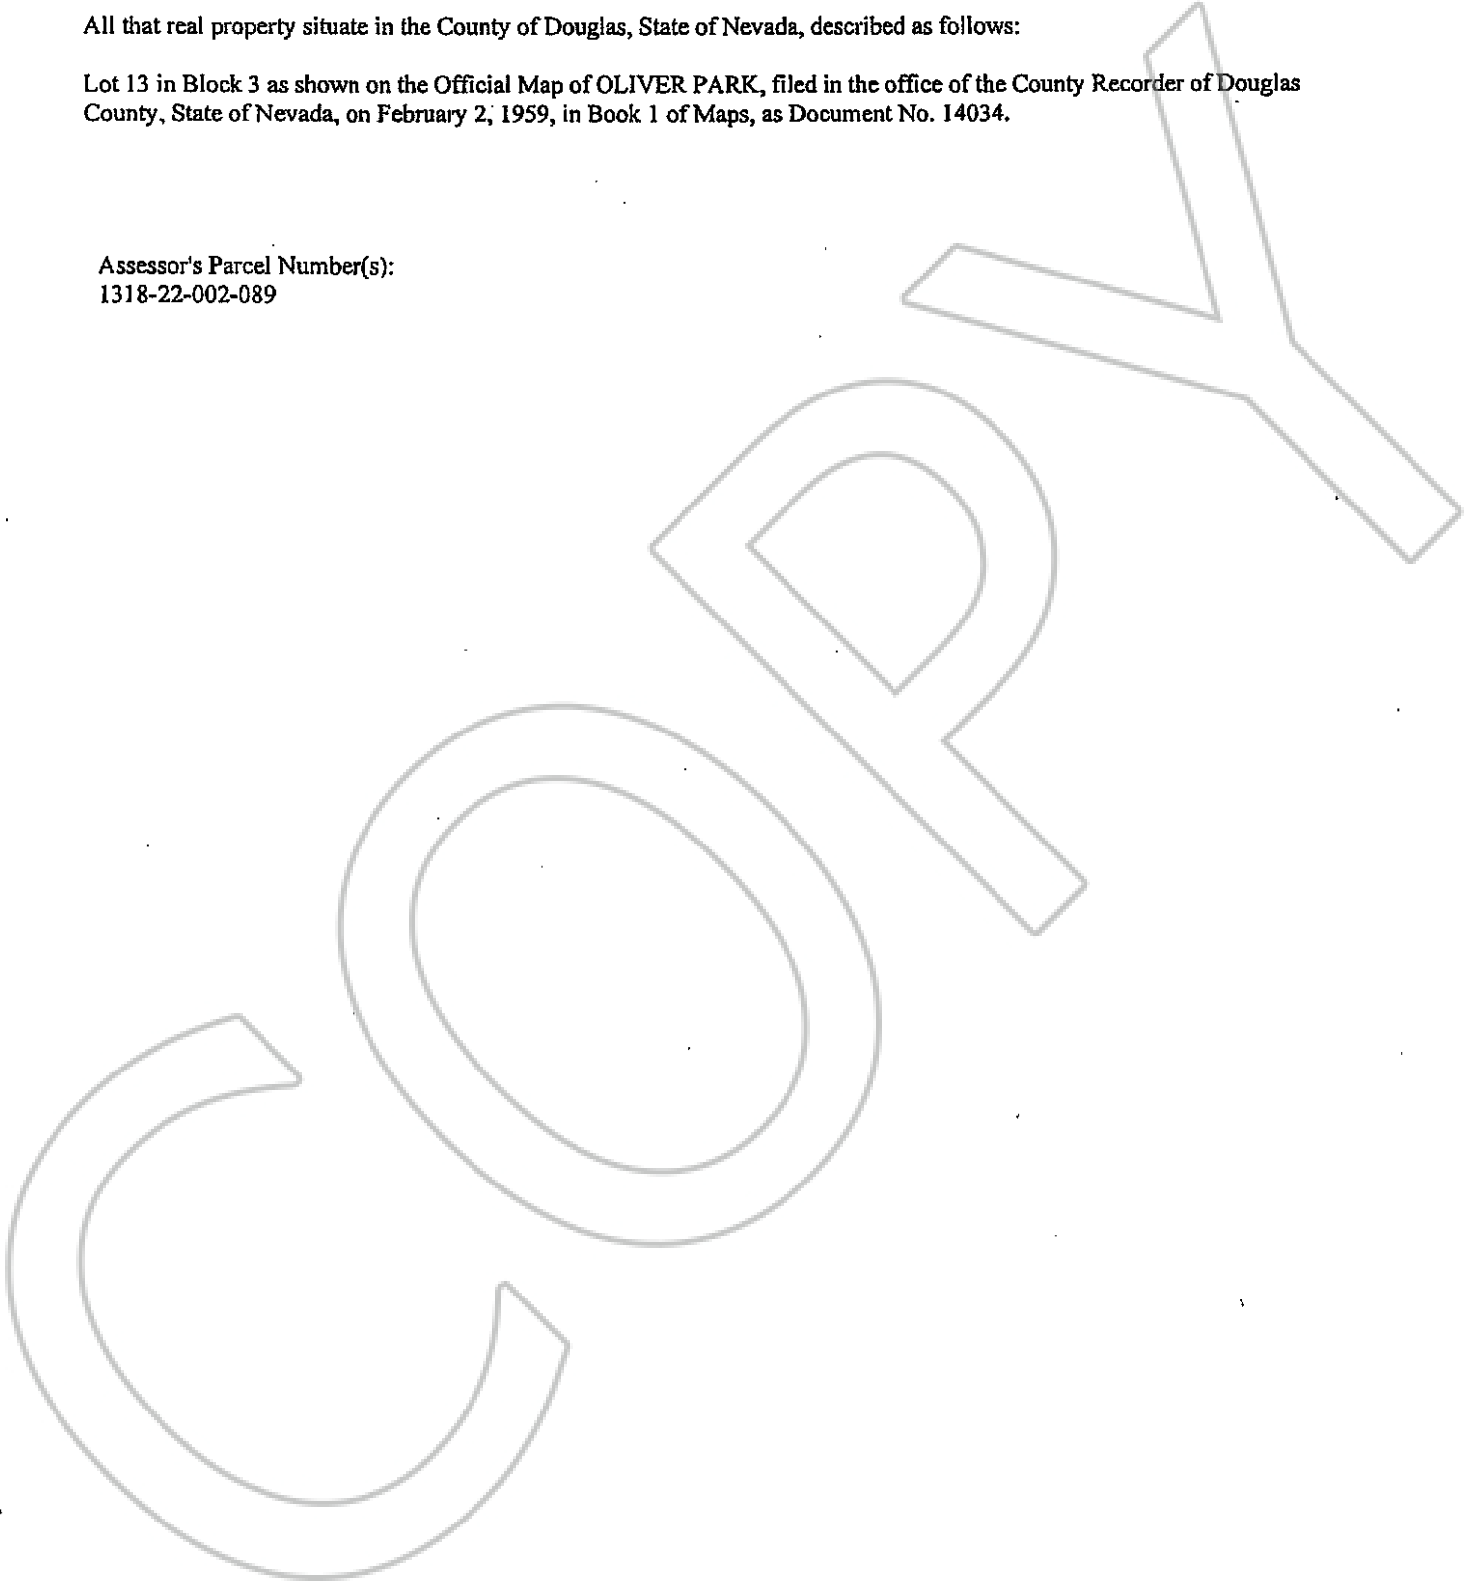 All that real property situate in the County of Douglas, State of Nevada, described as follows:
Lot 13 in Block 3 as shown on the Official Map of OLIVER PARK, filed in the office of the County Recorder of Douglas
County, State of Nevada, on February 2, 1959, in Book 1 of Maps, as Document No. 14034.
Assessor's Parcel Number(s):
1318-22-002-089
COPY